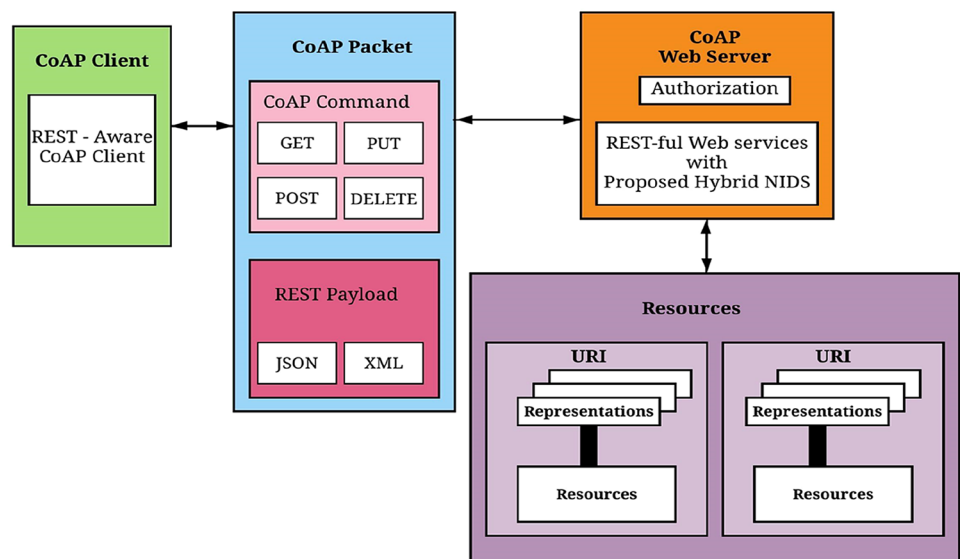 CoAP Client
REST - Aware
CoAP Client
CoAP Packet
CoAP Command
GET
PUT
POST
DELETE
REST Payload
JSON
XML
CoAP
Web Server
Authorization
REST-ful Web services
with
Proposed Hybrid NIDS
Resources
URI
Representations
Resources
URI
Representations
Resources